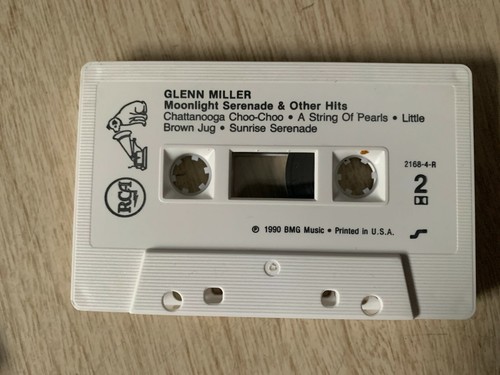 GLENN MILLER
Moonlight Serenade & Other Hits
Chattanooga Choo-Choo • A String Of Pearls • Little
Brown Jug • Sunrise Serenade
RCA
2168-4-R
2
℗ 1990 BMG Music • Printed in U.S.A.